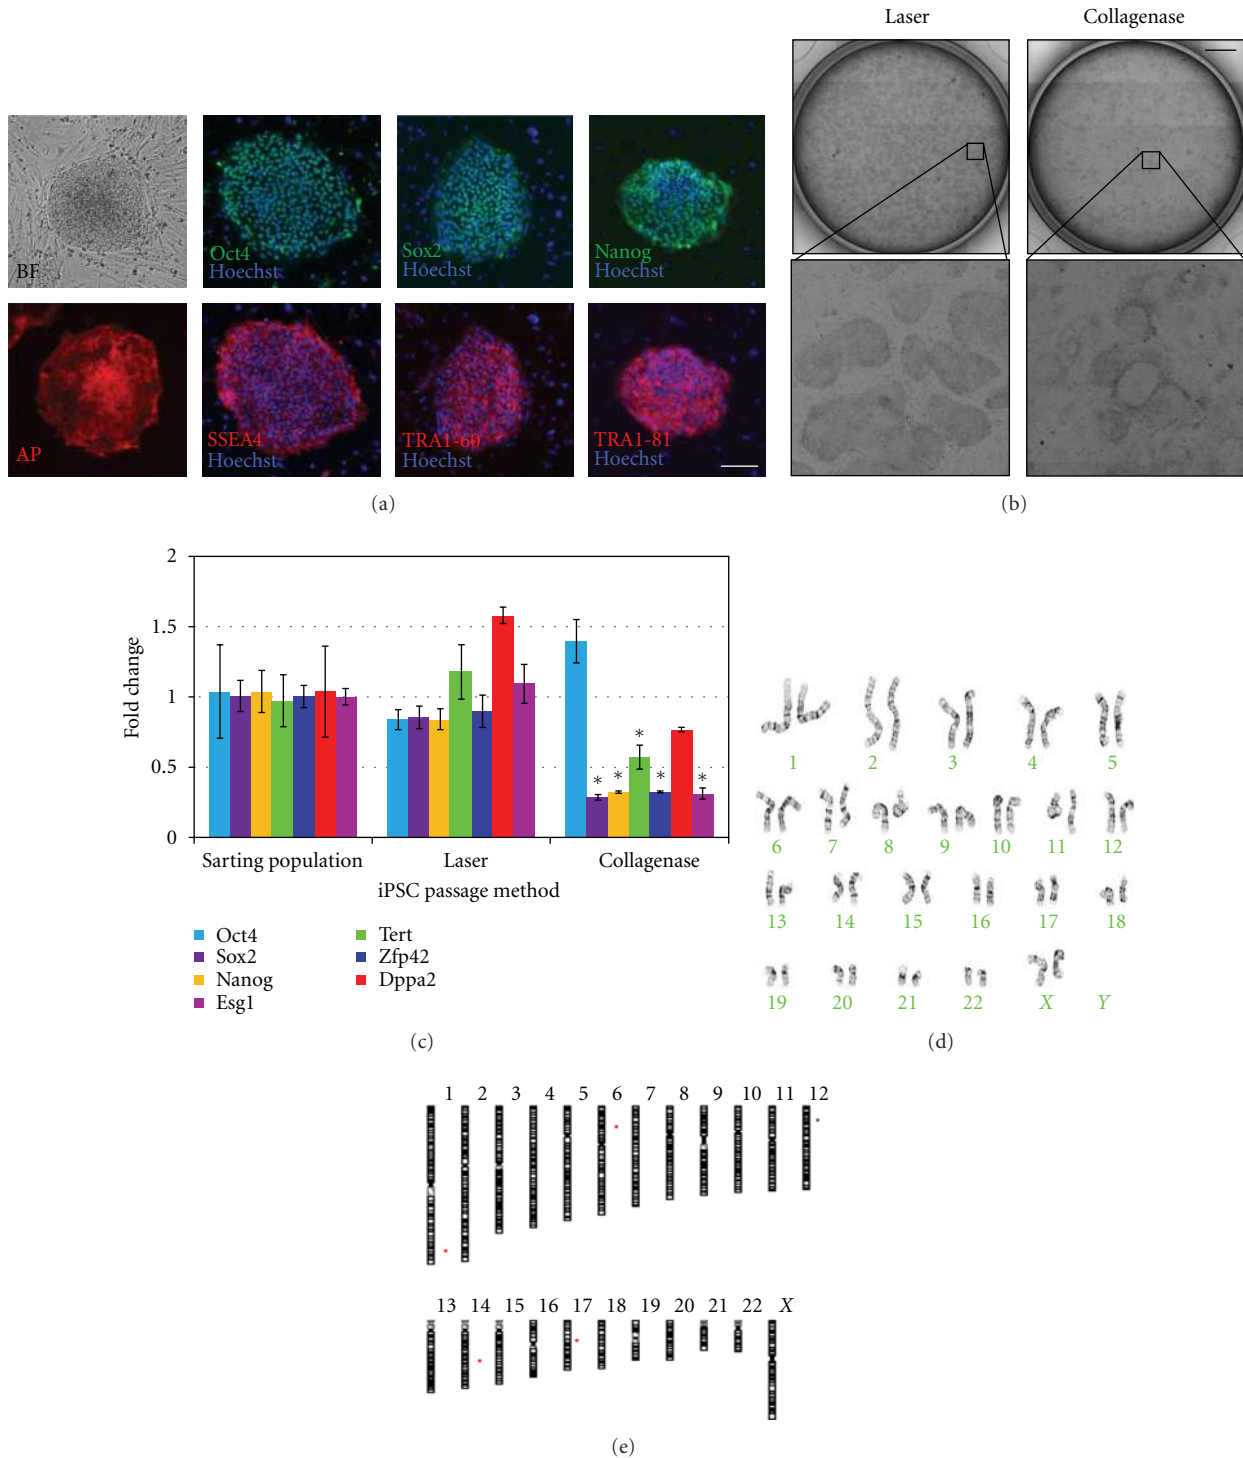 Laser Collagenase
BF
Oct4
Hoechst
Sox2
Hoechst
Nanog
Hoechst
AP
SSEA4
Hoechst
TRA1-60
Hoechst
TRA1-81
Hoechst
(a)
(b)
2
1.5
1
0.5
0
Fold change
* * * * *
Sarting population Laser Collagenase
iPSC passage method
Oct4
Sox2
Nanog
Esg1
Tert
Zfp42
Dppa2
(c)
1 2 3 4 5
6 7 8 9 10 11 12
13 14 15 16 17 18
19 20 21 22 X Y
(d)
1 2 3 4 5 6 7 8 9 10 11 12
13 14 15 16 17 18 19 20 21 22 X
(e)